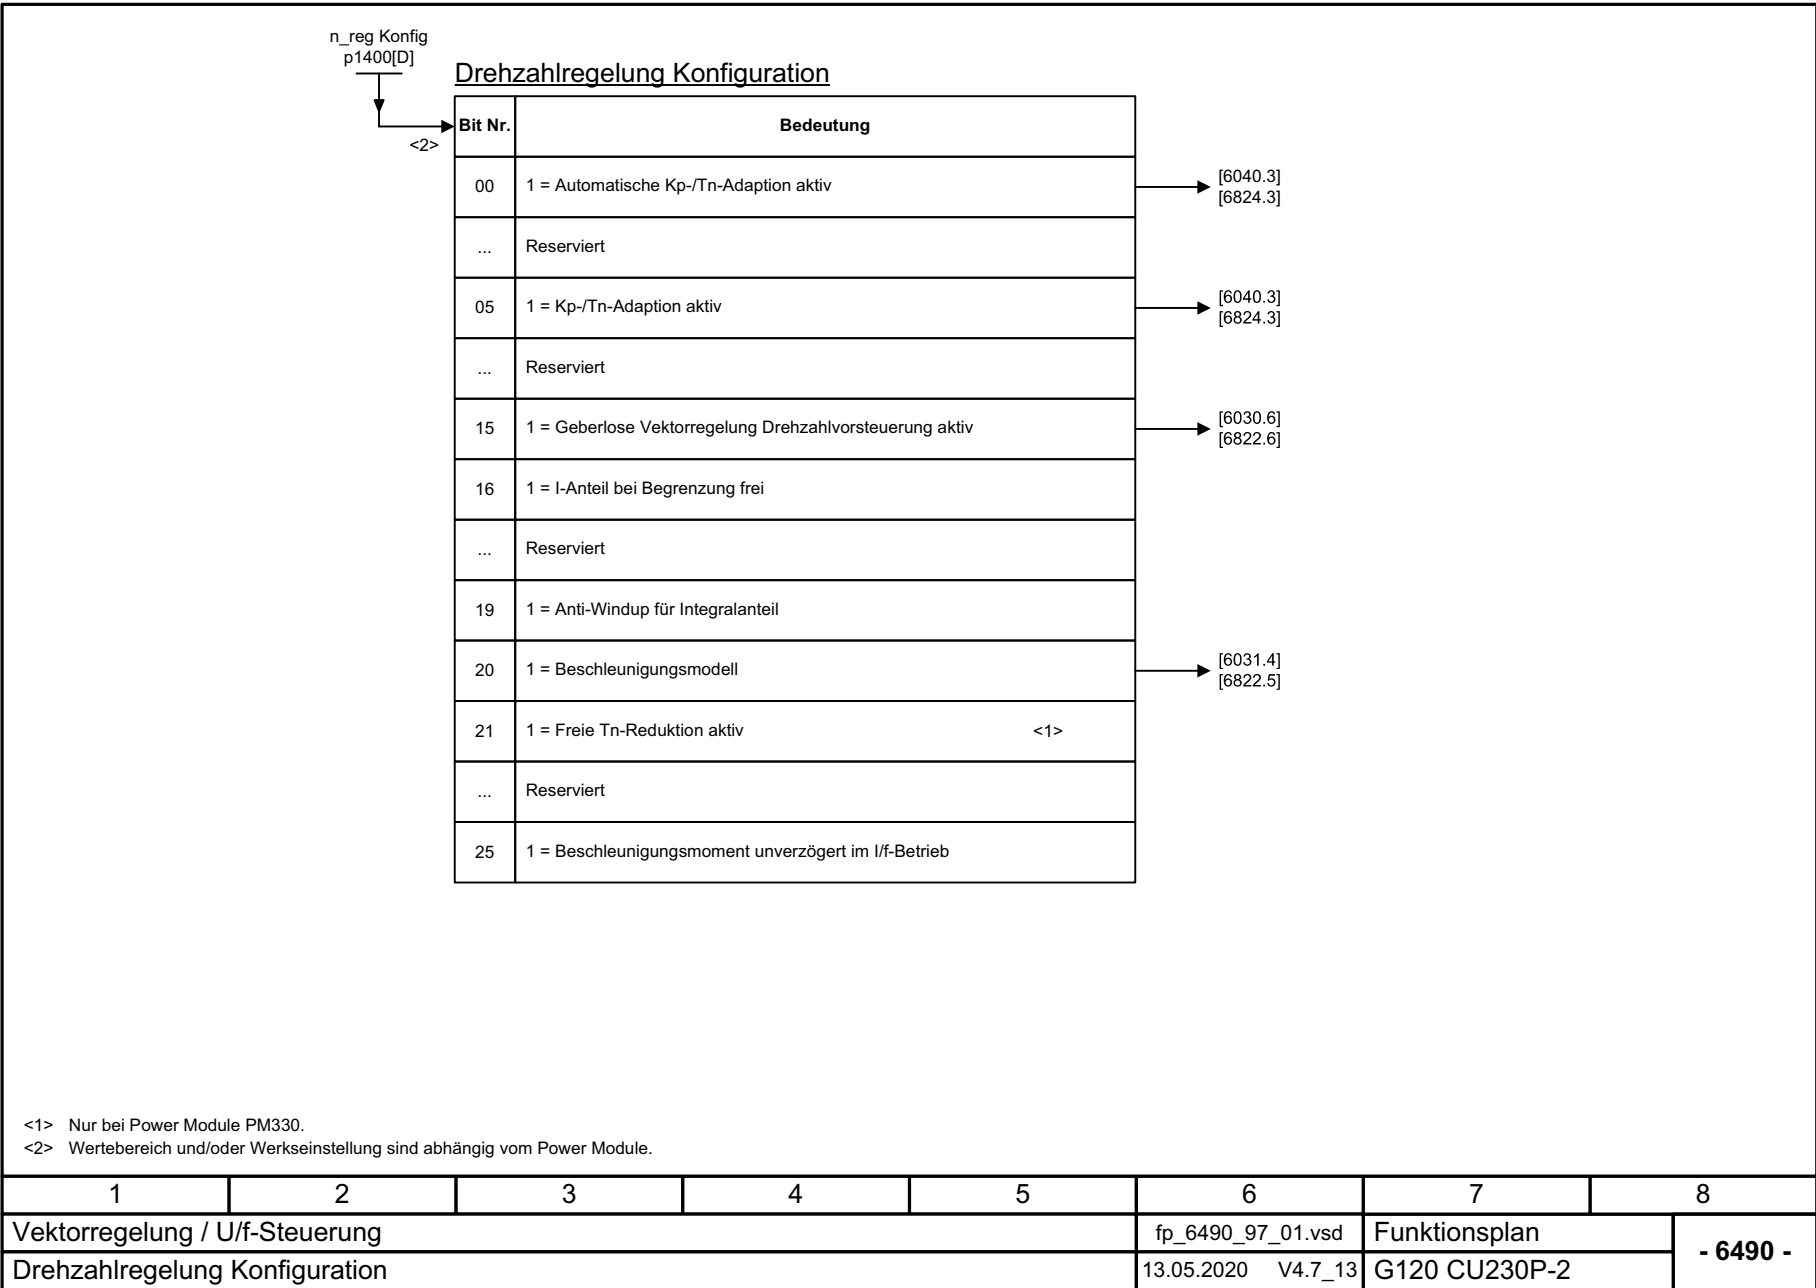 n_reg Konfig
p1400[D]
Drehzahlregelung Konfiguration
<2>
Bit Nr. Bedeutung
00 1 = Automatische Kp-/Tn-Adaption aktiv [6040.3]
[6824.3]
... Reserviert
05 1 = Kp-/Tn-Adaption aktiv [6040.3]
[6824.3]
... Reserviert
15 1 = Geberlose Vektorregelung Drehzahlvorsteuerung aktiv [6030.6]
[6822.6]
16 1 = I-Anteil bei Begrenzung frei
... Reserviert
19 1 = Anti-Windup für Integralanteil
20 1 = Beschleunigungsmodell [6031.4]
[6822.5]
21 1 = Freie Tn-Reduktion aktiv <1>
... Reserviert
25 1 = Beschleunigungsmoment unverzögert im I/f-Betrieb
<1> Nur bei Power Module PM330.
<2> Wertebereich und/oder Werkseinstellung sind abhängig vom Power Module.
1 2 3 4 5 6 7 8
Vektorregelung / U/f-Steuerung fp_6490_97_01.vsd Funktionsplan
- 6490 -
Drehzahlregelung Konfiguration 13.05.2020 V4.7_13 G120 CU230P-2